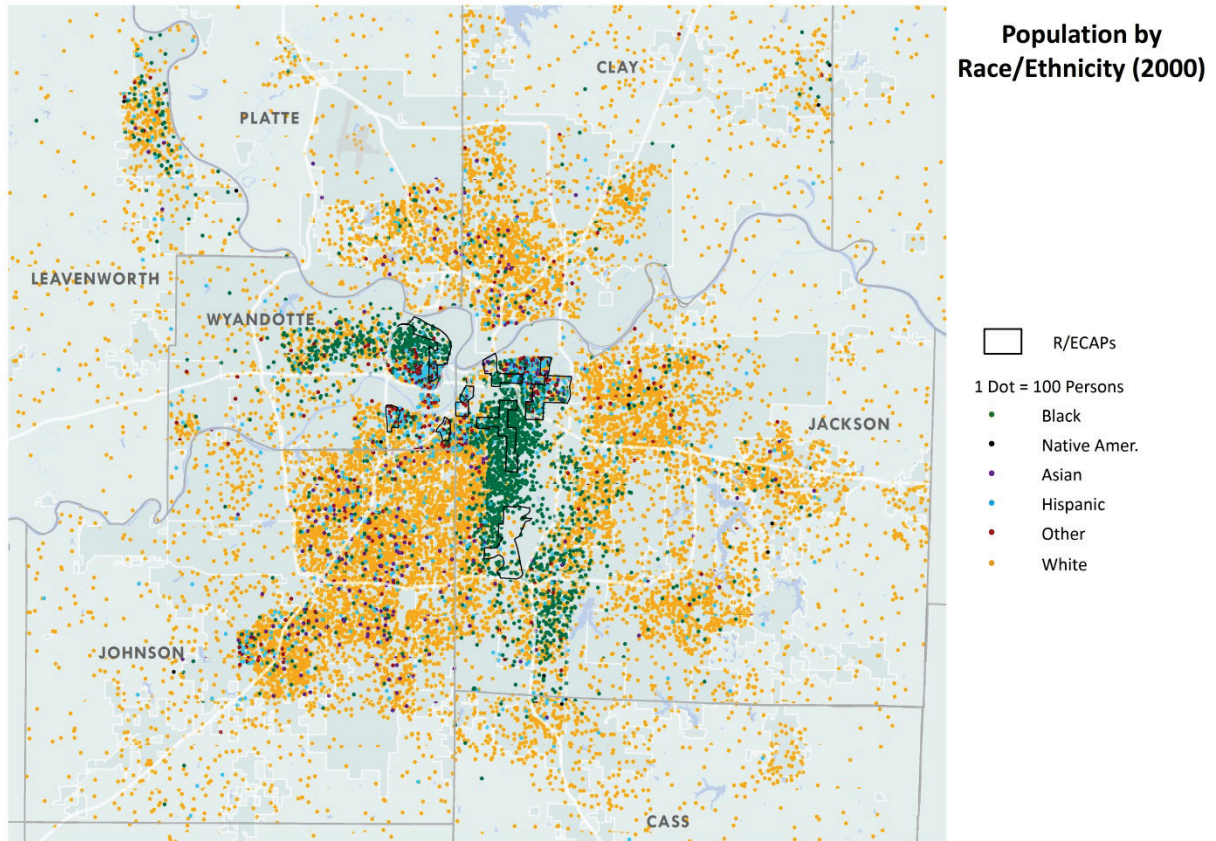 Population by
Race/Ethnicity (2000)
CLAY
PLATTE
LEAVENWORTH
WYANDOTTE
JACKSON
JOHNSON
CASS
R/ECAPs
1 Dot = 100 Persons
Black
Native Amer.
Asian
Hispanic
Other
White